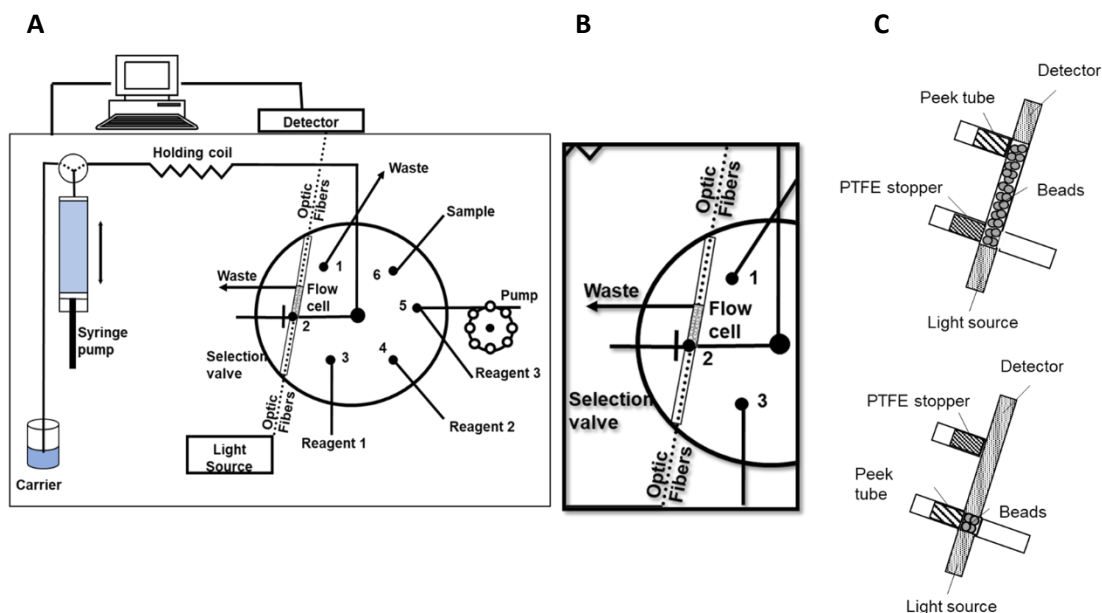 A
Detector
Holding coil
Waste
Optic
Fibers
Sample
1
6
Waste
Flow
cell
5
Pump
2
Syringe
pump
Selection
valve
3
4
Reagent 3
Optic
Fibers
Reagent 1
Reagent 2
Light
Source
Carrier
B
Optic
Fibers
1
Waste
Flow
cell
2
Selection
valve
3
Optic
Fibers
C
Detector
Peek tube
PTFE stopper
Beads
Light source
Detector
PTFE stopper
Peek
tube
Beads
Light source